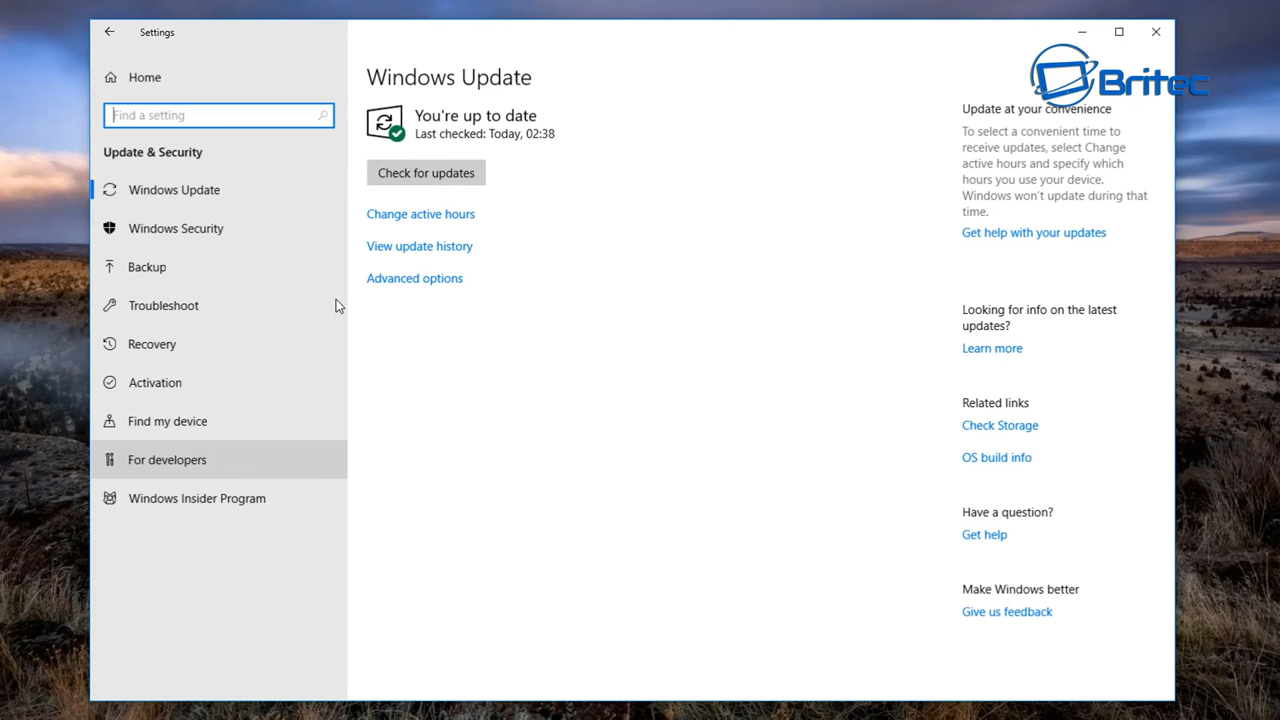 Settings
Home
Find a setting
Update & Security
Windows Update
Windows Security
Backup
Troubleshoot
Recovery
Activation
Find my device
For developers
Windows Insider Program
Windows Update
You're up to date
Last checked: Today, 02:38
Check for updates
Change active hours
View update history
Advanced options
Britec
Update at your convenience
To select a convenient time to
receive updates, select Change
active hours and specify which
hours you use your device.
Windows won't update during that
time.
Get help with your updates
Looking for info on the latest
updates?
Learn more
Related links
Check Storage
OS build info
Have a question?
Get help
Make Windows better
Give us feedback